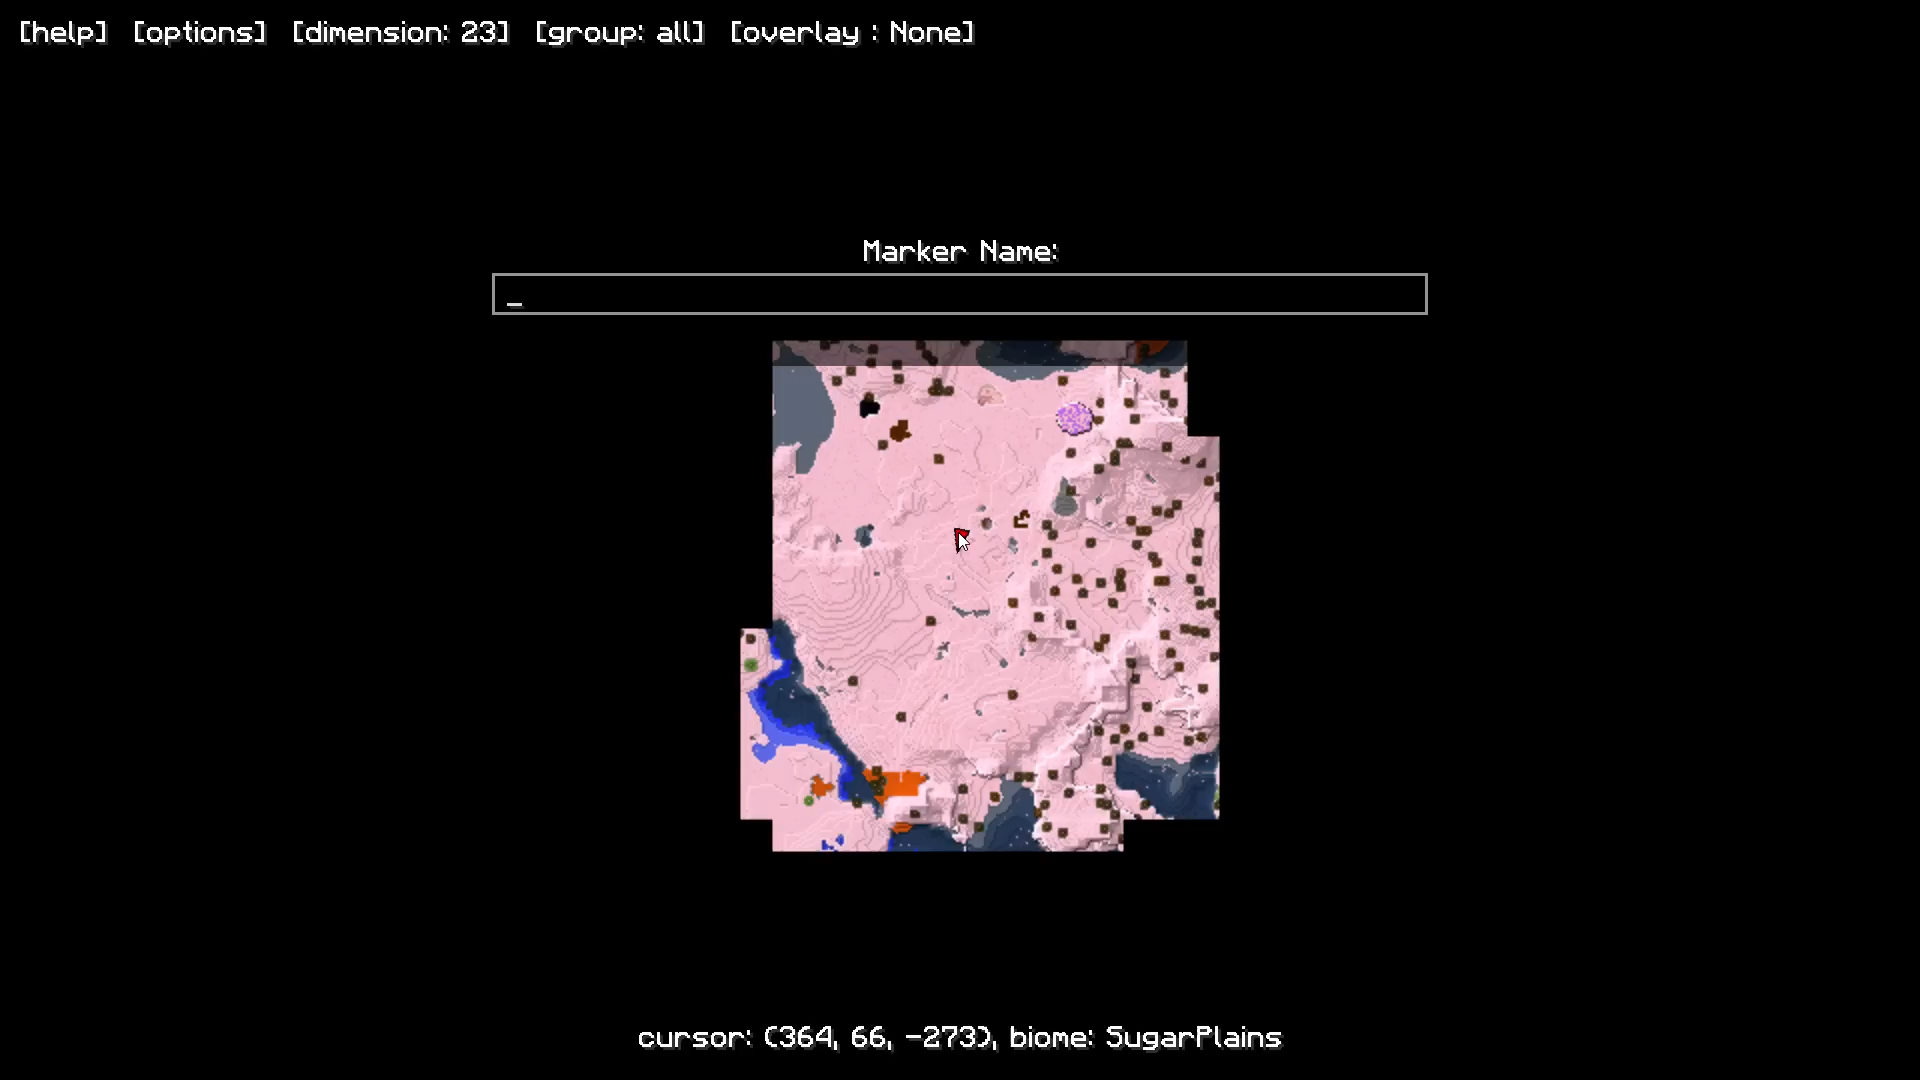 [help] [options] [dimension: 23] [group: all] [overlay : None]
Marker Name:
_
cursor: (364, 66, -273), biome: SugarPlains